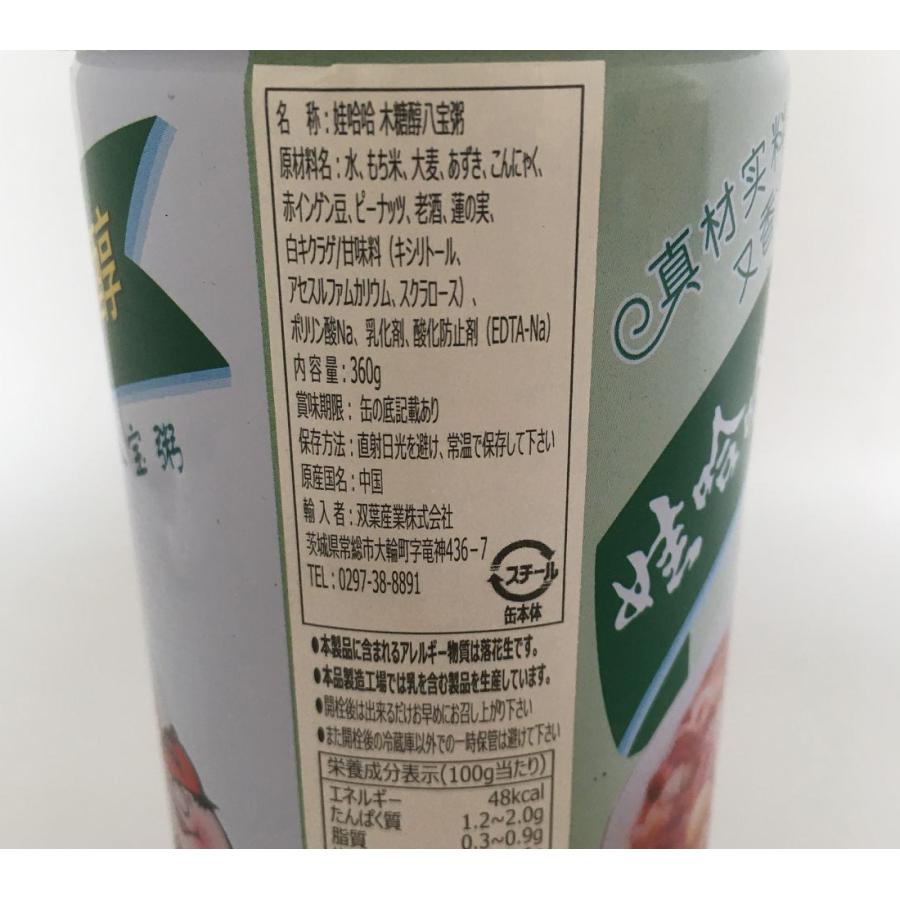 醇
宝粥
名 称：娃哈哈 木糖醇八宝粥
原材料名：水、もち米、大麦、あずき、こんにゃく、
赤インゲン豆、ピーナッツ、老酒、蓮の実、
白キクラゲ/甘味料（キシリトール、
アセスルファムカリウム、スクラロース）、
ポリリン酸Na、乳化剤、酸化防止剤（EDTA-Na）
内容量：360g
賞味期限： 缶の底記載あり
保存方法：直射日光を避け、常温で保存して下さい
原産国名：中国
輸入者：双葉産業株式会社
茨城県常総市大輪町字竜神436-7
TEL：0297-38-8891
スチール
缶本体
●本製品に含まれるアレルギー物質は落花生です。
●本品製造工場では乳を含む製品を生産しています。
●開栓後は出来るだけお早めにお召し上がり下さい
●また開栓後の冷蔵庫以外での一時保管は避けて下さい
栄養成分表示(100g当たり)
エネルギー 48kcal
たんぱく質 1.2~2.0g
脂質 0.3~0.9g
真材实料
又香
娃哈